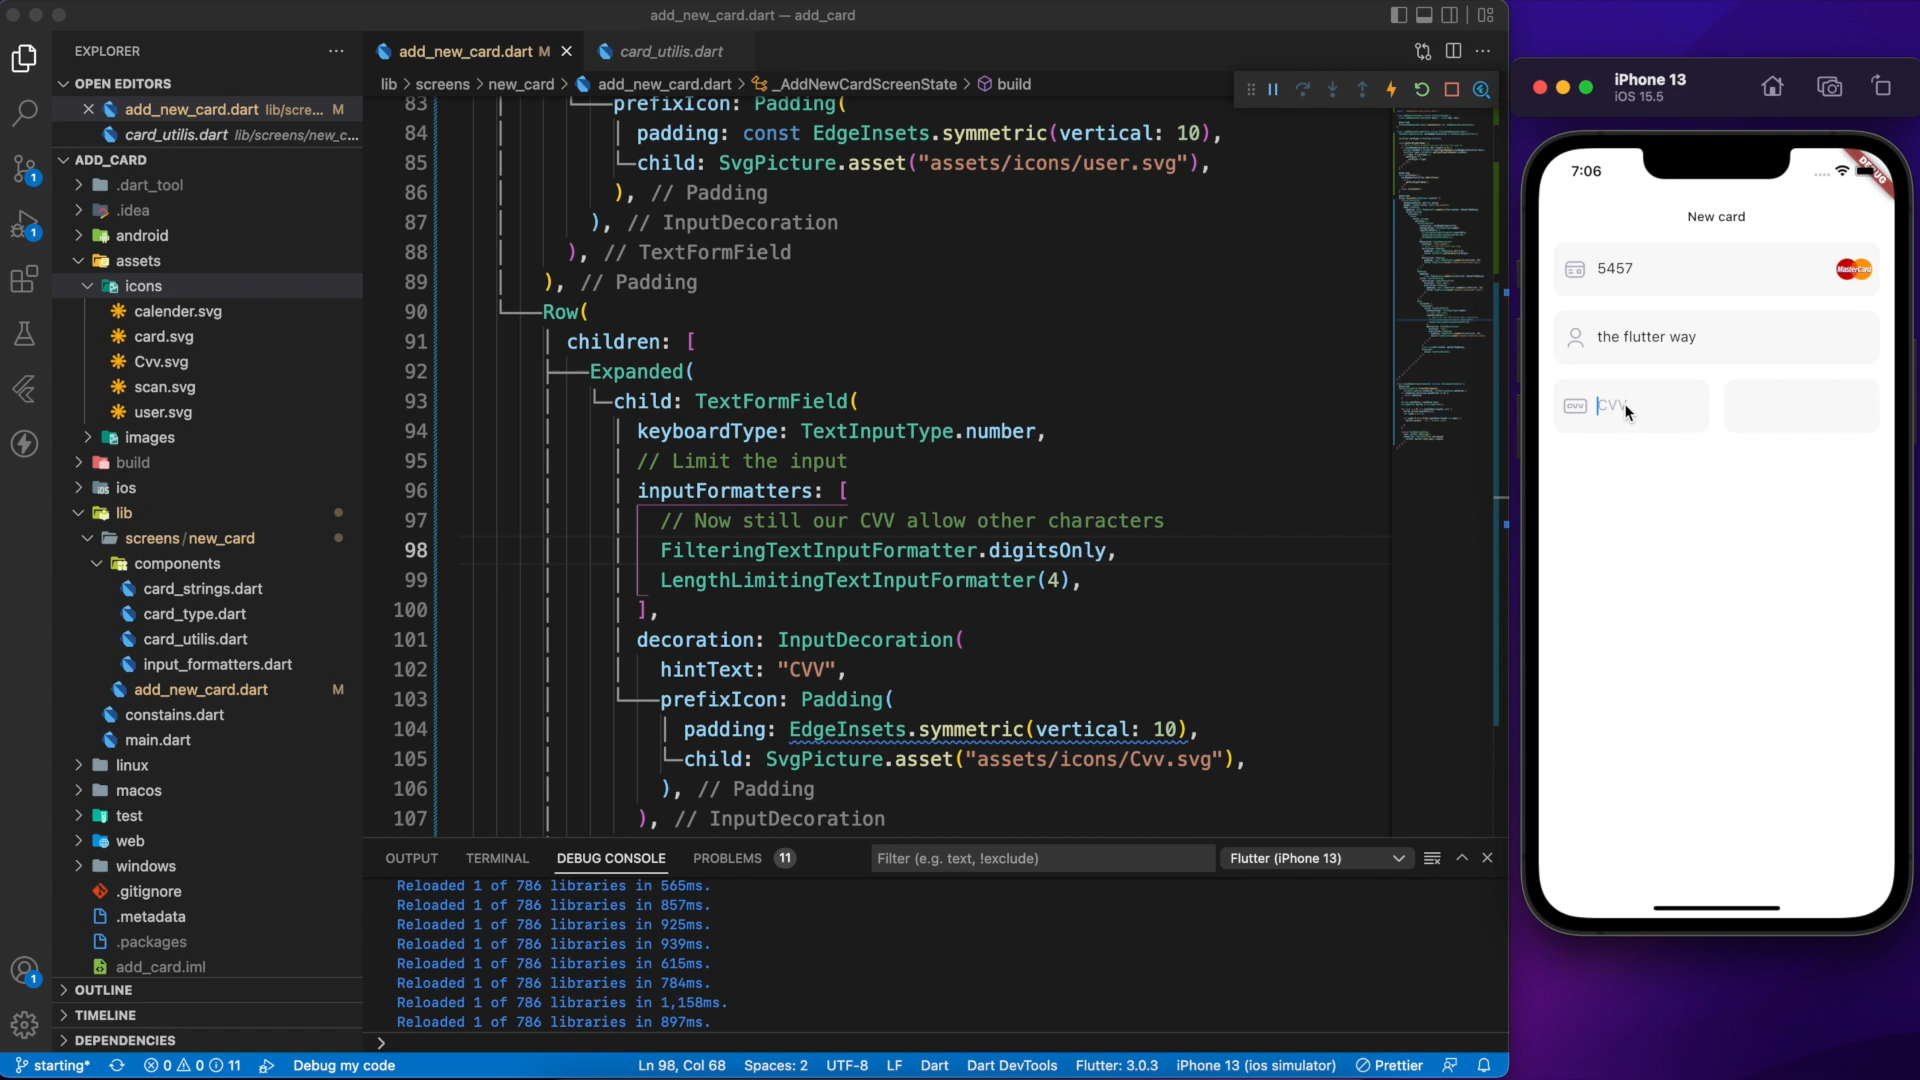 add_new_card.dart — add_card
EXPLORER
OPEN EDITORS
add_new_card.dart lib/scre... M
card_utilis.dart lib/screens/new_c...
ADD_CARD
.dart_tool
.idea
android
assets
icons
calender.svg
card.svg
Cvv.svg
scan.svg
user.svg
images
build
ios
lib
screens/new_card
components
card_strings.dart
card_type.dart
card_utilis.dart
input_formatters.dart
add_new_card.dart M
constains.dart
main.dart
linux
macos
test
web
windows
.gitignore
.metadata
.packages
add_card.iml
OUTLINE
TIMELINE
DEPENDENCIES
1
1
1
add_new_card.dart M
card_utilis.dart
lib > screens > new_card > add_new_card.dart > _AddNewCardScreenState > build
83 prefixIcon: Padding(
84 padding: const EdgeInsets.symmetric(vertical: 10),
85 child: SvgPicture.asset("assets/icons/user.svg"),
86 ), // Padding
87 ), // InputDecoration
88 ), // TextFormField
89 ), // Padding
90 Row(
91 children: [
92 Expanded(
93 child: TextFormField(
94 keyboardType: TextInputType.number,
95 // Limit the input
96 inputFormatters: [
97 // Now still our CVV allow other characters
98 FilteringTextInputFormatter.digitsOnly,
99 LengthLimitingTextInputFormatter(4),
100 ],
101 decoration: InputDecoration(
102 hintText: "CVV",
103 prefixIcon: Padding(
104 padding: EdgeInsets.symmetric(vertical: 10),
105 child: SvgPicture.asset("assets/icons/Cvv.svg"),
106 ), // Padding
107 ), // InputDecoration
OUTPUT TERMINAL DEBUG CONSOLE PROBLEMS 11
Filter (e.g. text, !exclude)
Flutter (iPhone 13)
Reloaded 1 of 786 libraries in 565ms.
Reloaded 1 of 786 libraries in 857ms.
Reloaded 1 of 786 libraries in 925ms.
Reloaded 1 of 786 libraries in 939ms.
Reloaded 1 of 786 libraries in 615ms.
Reloaded 1 of 786 libraries in 784ms.
Reloaded 1 of 786 libraries in 1,158ms.
Reloaded 1 of 786 libraries in 897ms.
>
starting* 0 0 11 Debug my code Ln 98, Col 68 Spaces: 2 UTF-8 LF Dart Dart DevTools Flutter: 3.0.3 iPhone 13 (ios simulator) Prettier
iPhone 13
iOS 15.5
7:06
DEBUG
New card
5457
MasterCard
the flutter way
CVV
CVV